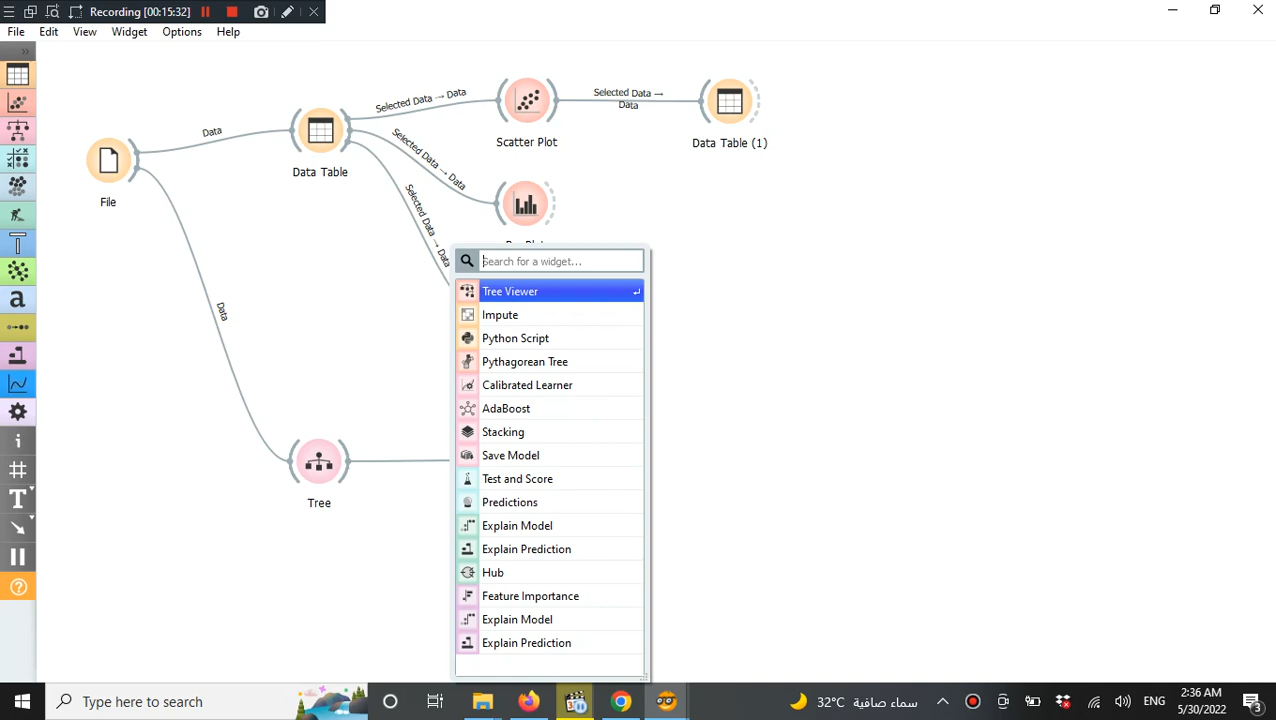 Recording [00:15:32]
File Edit View Widget Options Help
Selected Data → Data
Selected Data →
Data
Data
Scatter Plot
Data Table (1)
Selected Data → Data
Data Table
File
Selected Data → Data
Search for a widget...
Tree Viewer
Impute
Data
Python Script
Pythagorean Tree
Calibrated Learner
AdaBoost
Stacking
Save Model
Test and Score
Tree
Predictions
Explain Model
Explain Prediction
Hub
Feature Importance
Explain Model
Explain Prediction
Type here to search
32°C سماء صافية
ENG
2:36 AM
5/30/2022
3